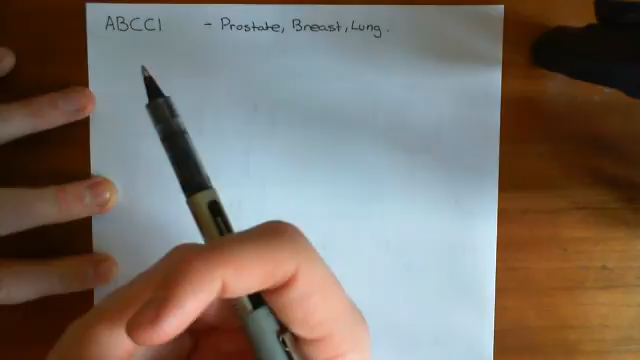 ABCC1 - Prostate, Breast, Lung.